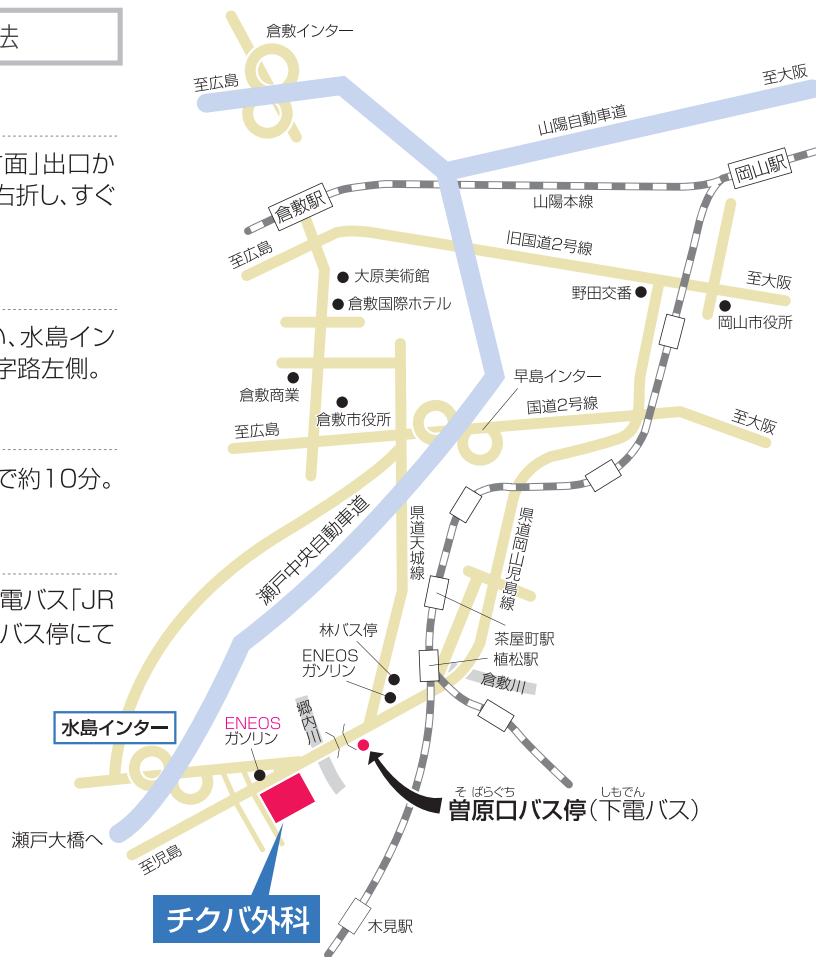 法
方面」出口か
右折し、すぐ
い、水島イン
字路左側。
で約10分。
電バス「JR
バス停にて
倉敷インター
至広島
至大阪
山陽自動車道
岡山駅
倉敷駅
山陽本線
至広島
旧国道2号線
至大阪
大原美術館
倉敷国際ホテル
野田交番
岡山市役所
早島インター
倉敷商業
倉敷市役所
国道2号線
至広島
至大阪
県道天城線
県道岡山児島線
瀬戸中央自動車道
林バス停
ENEOS
ガソリン
茶屋町駅
植松駅
倉敷川
水島インター
ENEOS
ガソリン
郷内川
そばらぐち
しもでん
曽原口バス停(下電バス)
瀬戸大橋へ
至児島
チクバ外科
木見駅